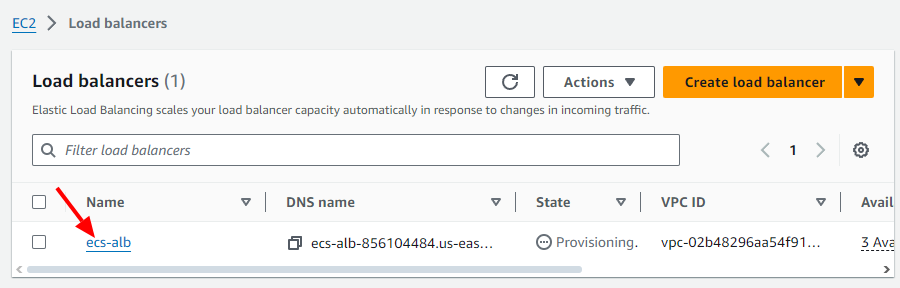 EC2 > Load balancers
Load balancers (1)
Actions
Create load balancer
Elastic Load Balancing scales your load balancer capacity automatically in response to changes in incoming traffic.
Filter load balancers
1
Name DNS name State VPC ID Avail
ecs-alb ecs-alb-856104484.us-eas... Provisioning. vpc-02b48296aa54f91... 3 Ava